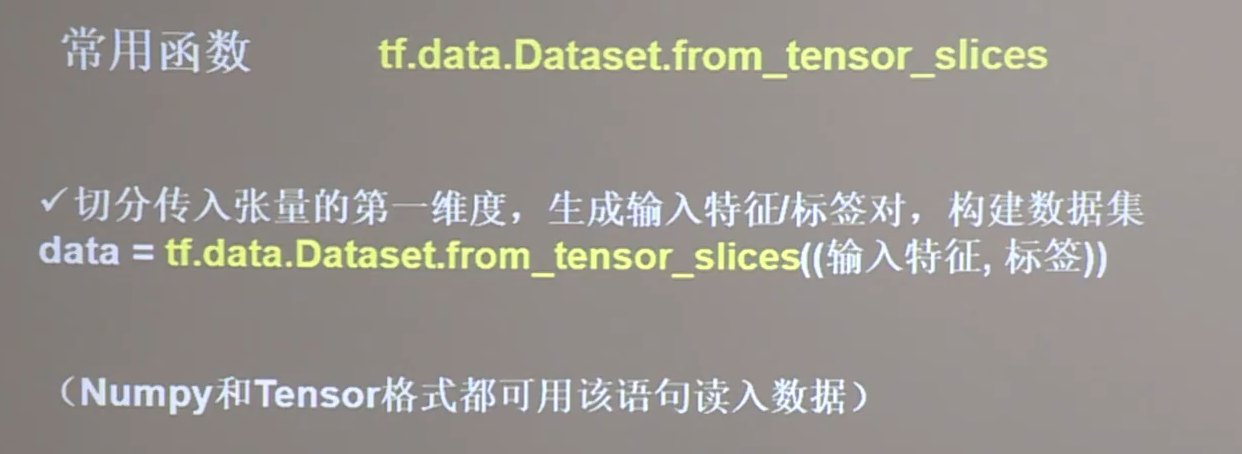 常用函数 tf.data.Dataset.from_tensor_slices
✓切分传入张量的第一维度，生成输入特征/标签对，构建数据集
data = tf.data.Dataset.from_tensor_slices((输入特征, 标签))
（Numpy和Tensor格式都可用该语句读入数据）